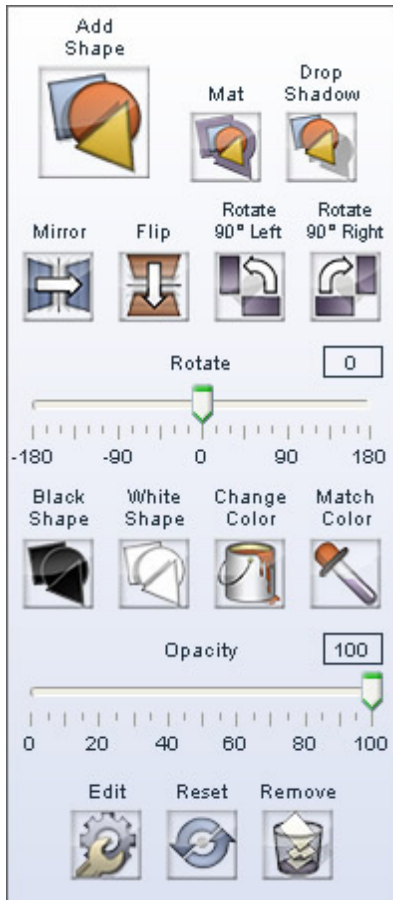 Add
Shape
Mat
Drop
Shadow
Mirror
Flip
Rotate
90° Left
Rotate
90° Right
Rotate
0
-180 -90 0 90 180
Black
Shape
White
Shape
Change
Color
Match
Color
Opacity
100
0 20 40 60 80 100
Edit
Reset
Remove